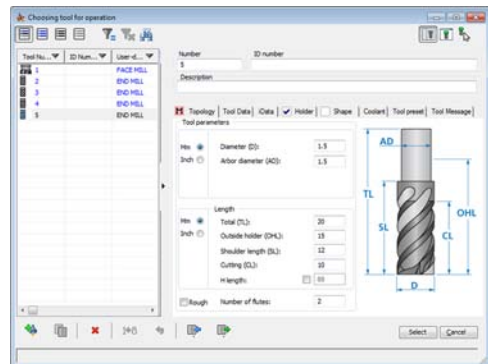 Choosing tool for operation
Tool Nu... ID Num... User-d...
1 FACE MILL
2 END MILL
3 END MILL
4 END MILL
5 END MILL
Number ID number
5
Description
Topology Tool Data iData Holder Shape Coolant Tool preset Tool Message
Tool parameters
Mm Diameter (D): 1.5
Inch Arbor diameter (AD): 1.5
Length
Mm Total (TL): 20
Inch Outside holder (OHL): 15
Shoulder length (SL): 12
Cutting (CL): 10
H length:
Rough Number of flutes: 2
AD
TL
SL
CL
OHL
D
Select Cancel